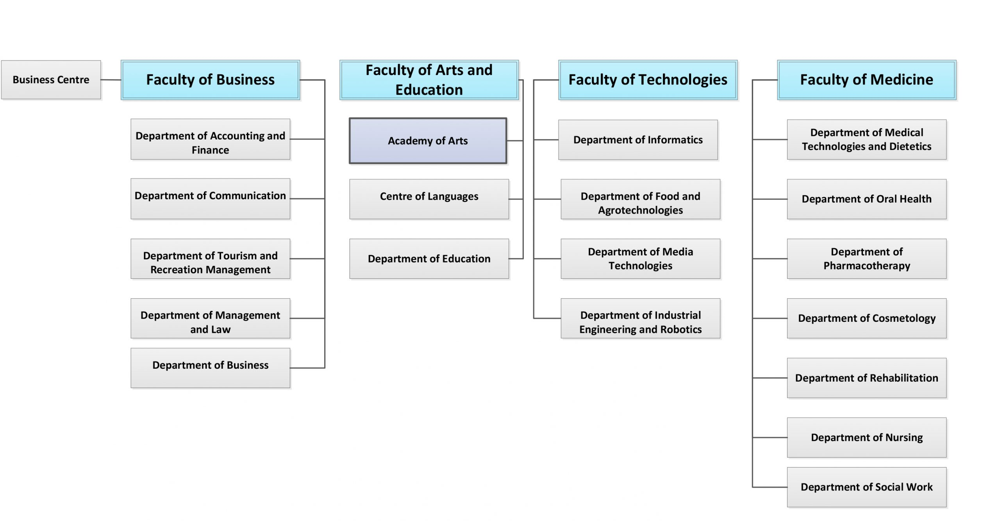 Business Centre
Faculty of Business
Department of Accounting and
Finance
Department of Communication
Department of Tourism and
Recreation Management
Department of Management
and Law
Department of Business
Faculty of Arts and
Education
Academy of Arts
Centre of Languages
Department of Education
Faculty of Technologies
Department of Informatics
Department of Food and
Agrotechnologies
Department of Media
Technologies
Department of Industrial
Engineering and Robotics
Faculty of Medicine
Department of Medical
Technologies and Dietetics
Department of Oral Health
Department of
Pharmacotherapy
Department of Cosmetology
Department of Rehabilitation
Department of Nursing
Department of Social Work